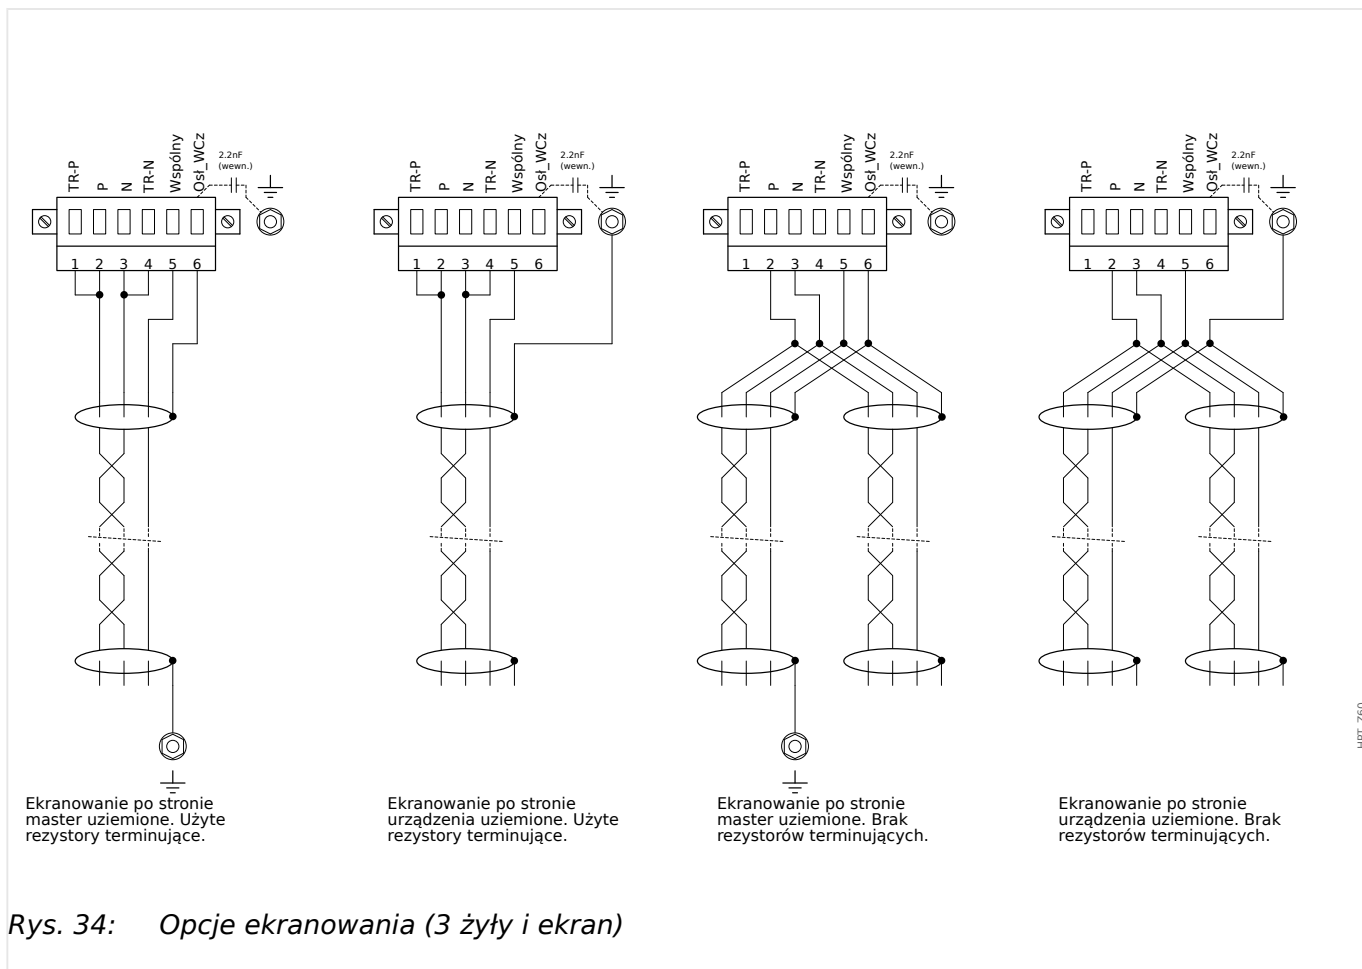 TR-P
P
N
TR-N
Wspólny
Osł_WCz
2.2nF
(wewn.)
1 2 3 4 5 6
TR-P
P
N
TR-N
Wspólny
Osł_WCz
2.2nF
(wewn.)
1 2 3 4 5 6
TR-P
P
N
TR-N
Wspólny
Osł_WCz
2.2nF
(wewn.)
1 2 3 4 5 6
TR-P
P
N
TR-N
Wspólny
Osł_WCz
2.2nF
(wewn.)
1 2 3 4 5 6
Ekranowanie po stronie
master uziemione. Użyte
rezystory terminujące.
Ekranowanie po stronie
urządzenia uziemione. Użyte
rezystory terminujące.
Ekranowanie po stronie
master uziemione. Brak
rezystorów terminujących.
Ekranowanie po stronie
urządzenia uziemione. Brak
rezystorów terminujących.
Rys. 34: Opcje ekranowania (3 żyły i ekran)